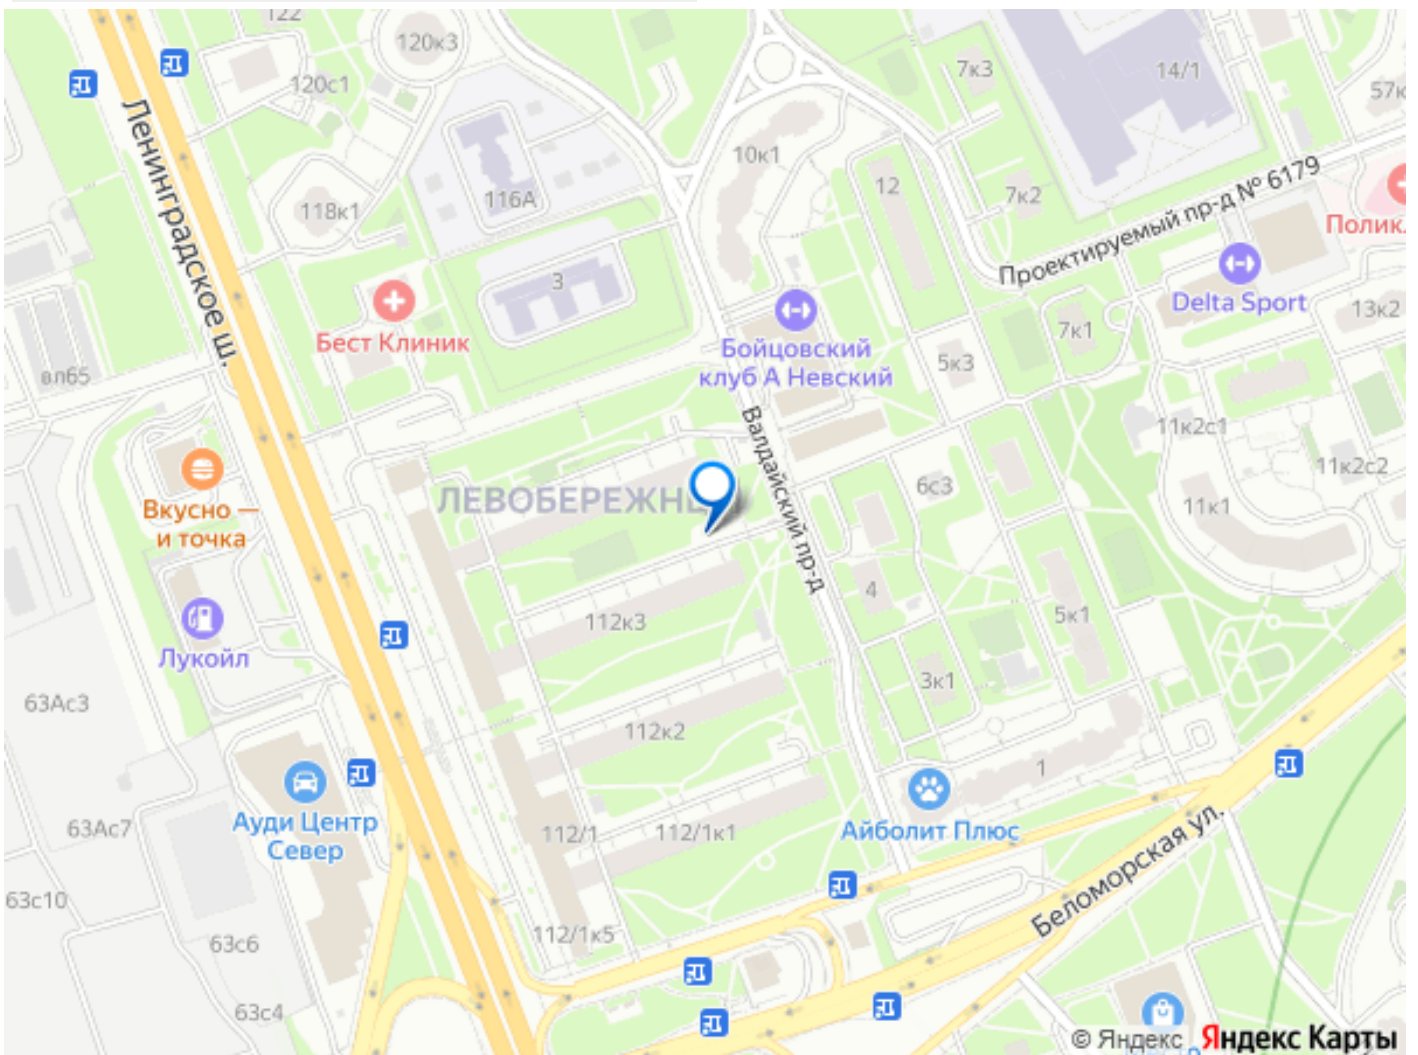 122
120к3
7к3
14/1
120с1
57к
Ленинградское ш.
10к1
12
116А
118к1
7к2
Проектируемый пр-д № 6179
Полик
3
Delta Sport
13к2
Бест Клиник
7к1
Бойцовский
клуб А Невский
5к3
вл65
Валдайский пр-д
11к2с1
11к2с2
6с3
ЛЕВОБЕРЕЖН
11к1
Вкусно —
и точка
4
5к1
112к3
Лукойл
3к1
63Ас3
112к2
1
Ауди Центр
Север
63Ас7
112/1
112/1к1
Айболит Плюс
Беломорская ул.
63с10
63с6
112/1к5
63с4
© Яндекс Яндекс Карты